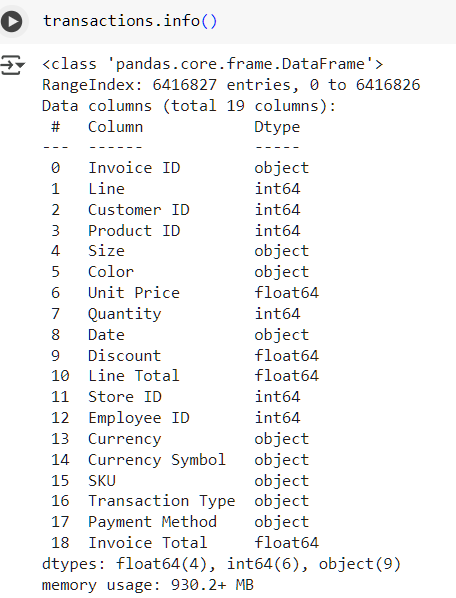 transactions.info()
<class 'pandas.core.frame.DataFrame'>
RangeIndex: 6416827 entries, 0 to 6416826
Data columns (total 19 columns):
 #   Column            Dtype
---  ------            -----
 0   Invoice ID        object
 1   Line              int64
 2   Customer ID       int64
 3   Product ID        int64
 4   Size              object
 5   Color             object
 6   Unit Price        float64
 7   Quantity          int64
 8   Date              object
 9   Discount          float64
 10  Line Total        float64
 11  Store ID          int64
 12  Employee ID       int64
 13  Currency          object
 14  Currency Symbol   object
 15  SKU               object
 16  Transaction Type  object
 17  Payment Method    object
 18  Invoice Total     float64
dtypes: float64(4), int64(6), object(9)
memory usage: 930.2+ MB